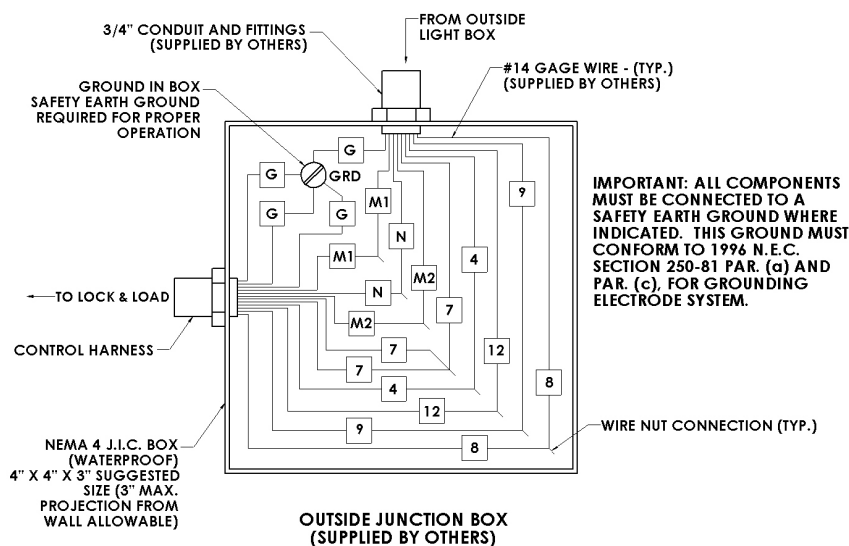 3/4" CONDUIT AND FITTINGS
(SUPPLIED BY OTHERS)
FROM OUTSIDE
LIGHT BOX
#14 GAGE WIRE - (TYP.)
(SUPPLIED BY OTHERS)
GROUND IN BOX
SAFETY EARTH GROUND
REQUIRED FOR PROPER
OPERATION
G
G
GRD
G
G
M1
9
N
M1
4
M2
N
7
M2
7
12
7
8
4
12
9
8
IMPORTANT: ALL COMPONENTS
MUST BE CONNECTED TO A
SAFETY EARTH GROUND WHERE
INDICATED. THIS GROUND MUST
CONFORM TO 1996 N.E.C.
SECTION 250-81 PAR. (a) AND
PAR. (c), FOR GROUNDING
ELECTRODE SYSTEM.
TO LOCK & LOAD
CONTROL HARNESS
WIRE NUT CONNECTION (TYP.)
NEMA 4 J.I.C. BOX
(WATERPROOF)
4" X 4" X 3" SUGGESTED
SIZE (3" MAX.
PROJECTION FROM
WALL ALLOWABLE)
OUTSIDE JUNCTION BOX
(SUPPLIED BY OTHERS)